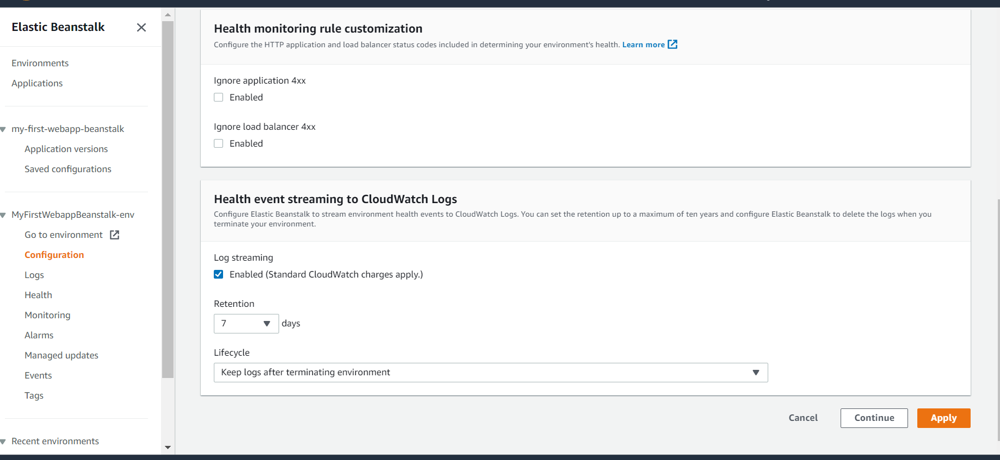 Elastic Beanstalk
Environments
Applications
my-first-webapp-beanstalk
Application versions
Saved configurations
MyFirstWebappBeanstalk-env
Go to environment
Configuration
Logs
Health
Monitoring
Alarms
Managed updates
Events
Tags
Recent environments
Health monitoring rule customization
Configure the HTTP application and load balancer status codes included in determining your environment's health. Learn more
Ignore application 4xx
Enabled
Ignore load balancer 4xx
Enabled
Health event streaming to CloudWatch Logs
Configure Elastic Beanstalk to stream environment health events to CloudWatch Logs. You can set the retention up to a maximum of ten years and configure Elastic Beanstalk to delete the logs when you
terminate your environment.
Log streaming
Enabled (Standard CloudWatch charges apply.)
Retention
7 days
Lifecycle
Keep logs after terminating environment
Cancel Continue Apply